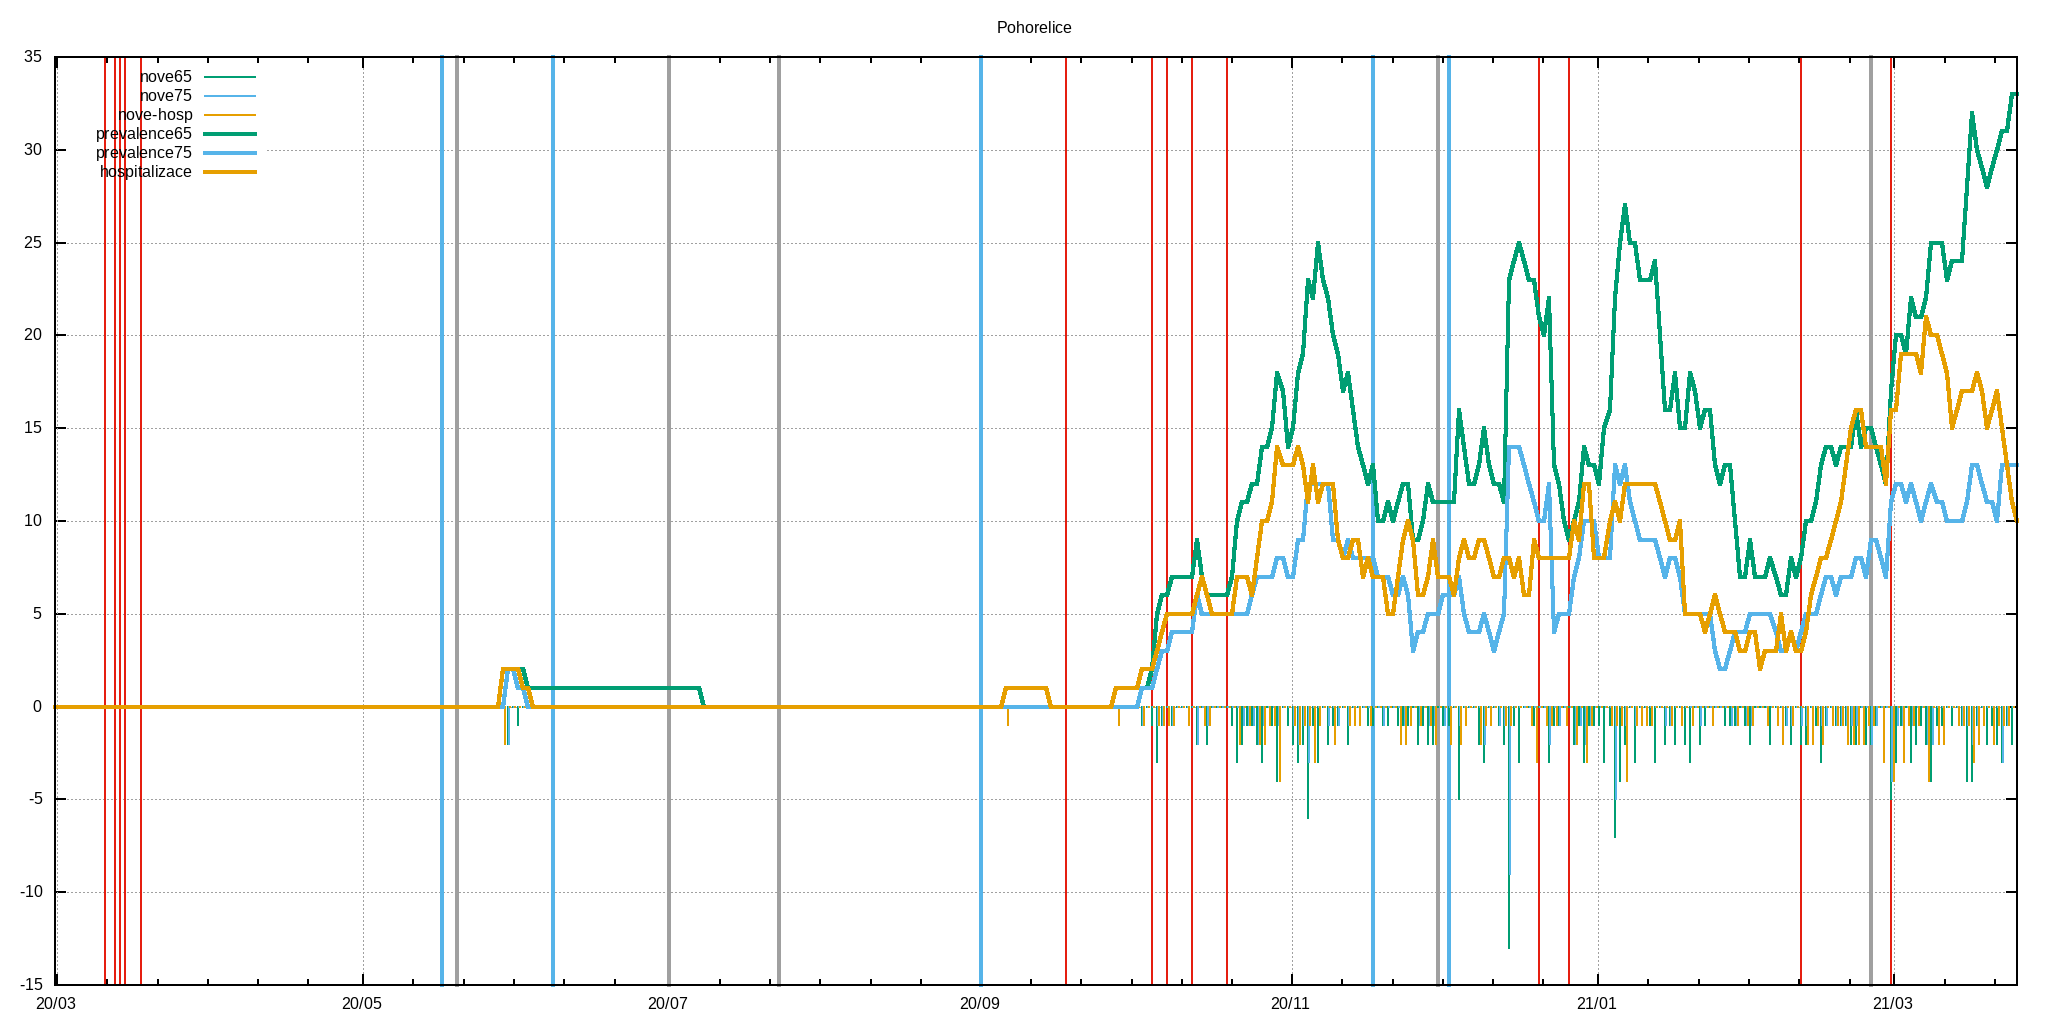 Pohorelice
35
30
25
20
15
10
5
0
-5
-10
-15
nove65
nove75
nove-hosp
prevalence65
prevalence75
hospitalizace
20/03 20/05 20/07 20/09 20/11 21/01 21/03